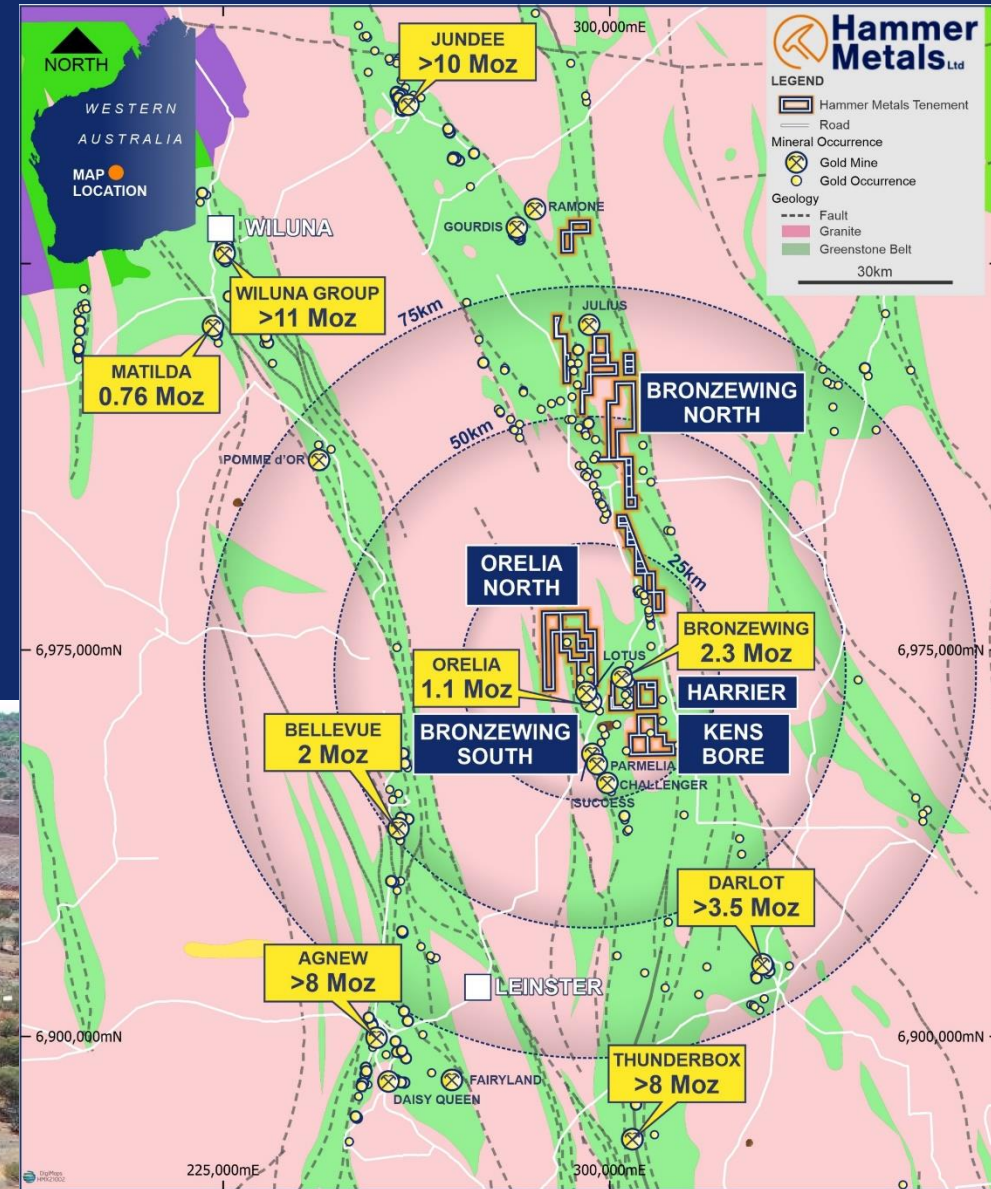 NORTH
WESTERN
AUSTRALIA
MAP
LOCATION
300,000mE
Hammer
Metals Ltd
LEGEND
Hammer Metals Tenement
Road
Mineral Occurrence
Gold Mine
Gold Occurrence
Geology
Fault
Granite
Greenstone Belt
30km
JUNDEE
>10 Moz
RAMONE
GOURDIS
WILUNA
WILUNA GROUP
>11 Moz
MATILDA
0.76 Moz
75km
JULIUS
BRONZEWING
NORTH
50km
POMME d'OR
25km
ORELIA
NORTH
BRONZEWING
2.3 Moz
6,975,000mN
6,975,000mN
LOTUS
ORELIA
1.1 Moz
HARRIER
BRONZEWING
SOUTH
KENS
BORE
BELLEVUE
2 Moz
PARMELIA
CHALLENGER
SUCCESS
DARLOT
>3.5 Moz
AGNEW
>8 Moz
LEINSTER
6,900,000mN
6,900,000mN
THUNDERBOX
>8 Moz
FAIRYLAND
DAISY QUEEN
225,000mE
300,000mE
DigiMaps
HMX21002